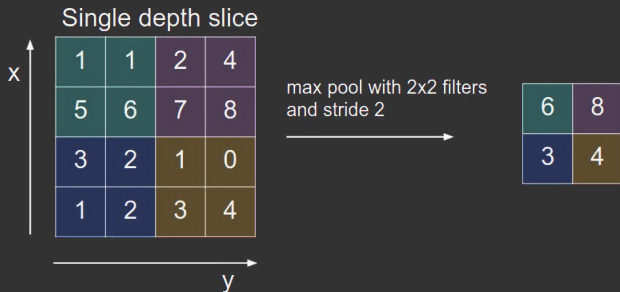 Single depth slice
x
1 1 2 4
5 6 7 8
3 2 1 0
1 2 3 4
y
max pool with 2x2 filters
and stride 2
6 8
3 4